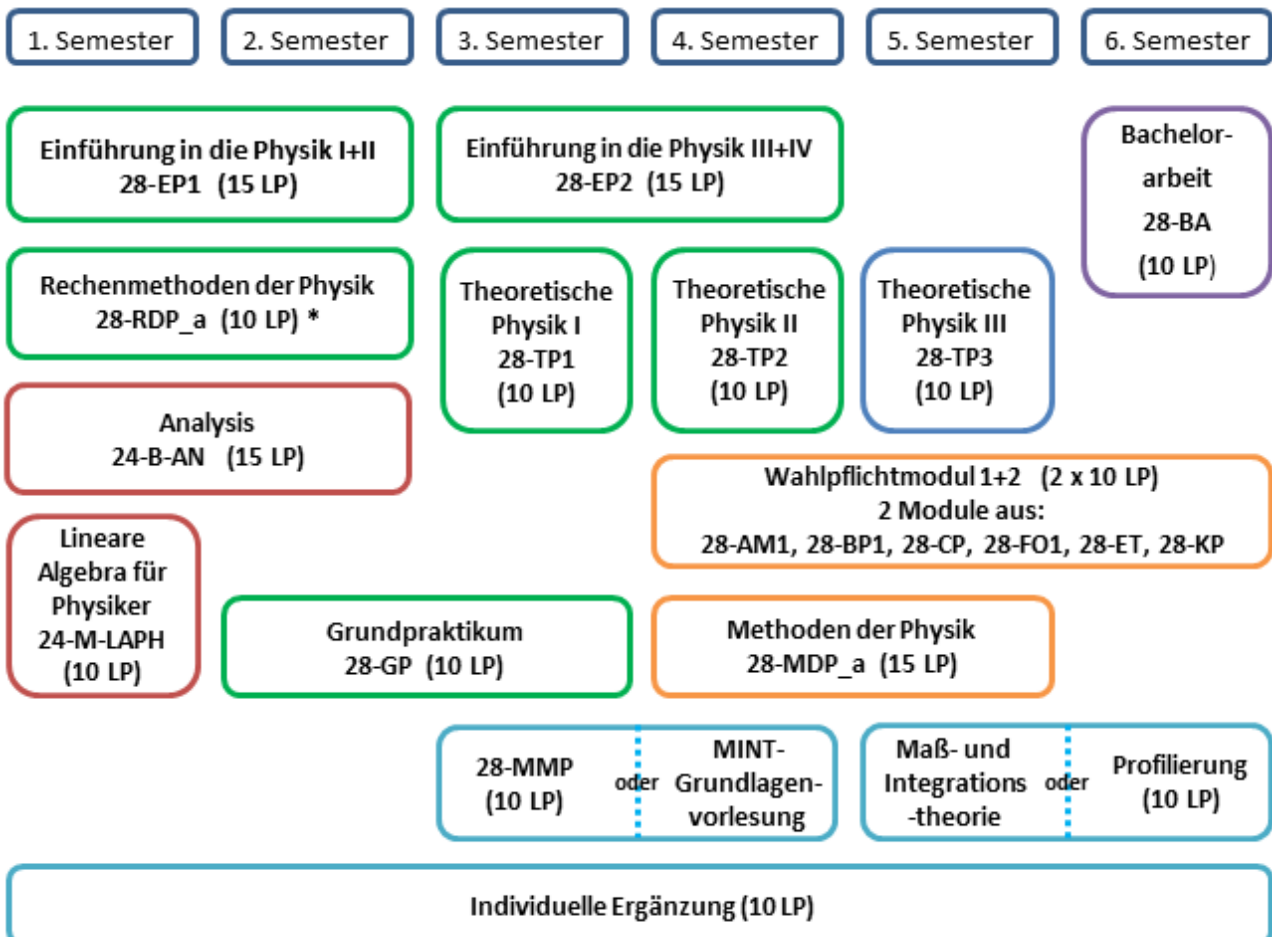 1. Semester
2. Semester
3. Semester
4. Semester
5. Semester
6. Semester
Einführung in die Physik I+II
28-EP1 (15 LP)
Einführung in die Physik III+IV
28-EP2 (15 LP)
Bachelor-
arbeit
28-BA
(10 LP)
Rechenmethoden der Physik
28-RDP_a (10 LP) *
Theoretische
Physik I
28-TP1
(10 LP)
Theoretische
Physik II
28-TP2
(10 LP)
Theoretische
Physik III
28-TP3
(10 LP)
Analysis
24-B-AN (15 LP)
Wahlpflichtmodul 1+2 (2 x 10 LP)
2 Module aus:
28-AM1, 28-BP1, 28-CP, 28-FO1, 28-ET, 28-KP
Lineare
Algebra für
Physiker
24-M-LAPH
(10 LP)
Grundpraktikum
28-GP (10 LP)
Methoden der Physik
28-MDP_a (15 LP)
28-MMP
(10 LP)
oder
MINT-
Grundlagen-
vorlesung
Maß- und
Integrations
-theorie
oder
Profilierung
(10 LP)
Individuelle Ergänzung (10 LP)